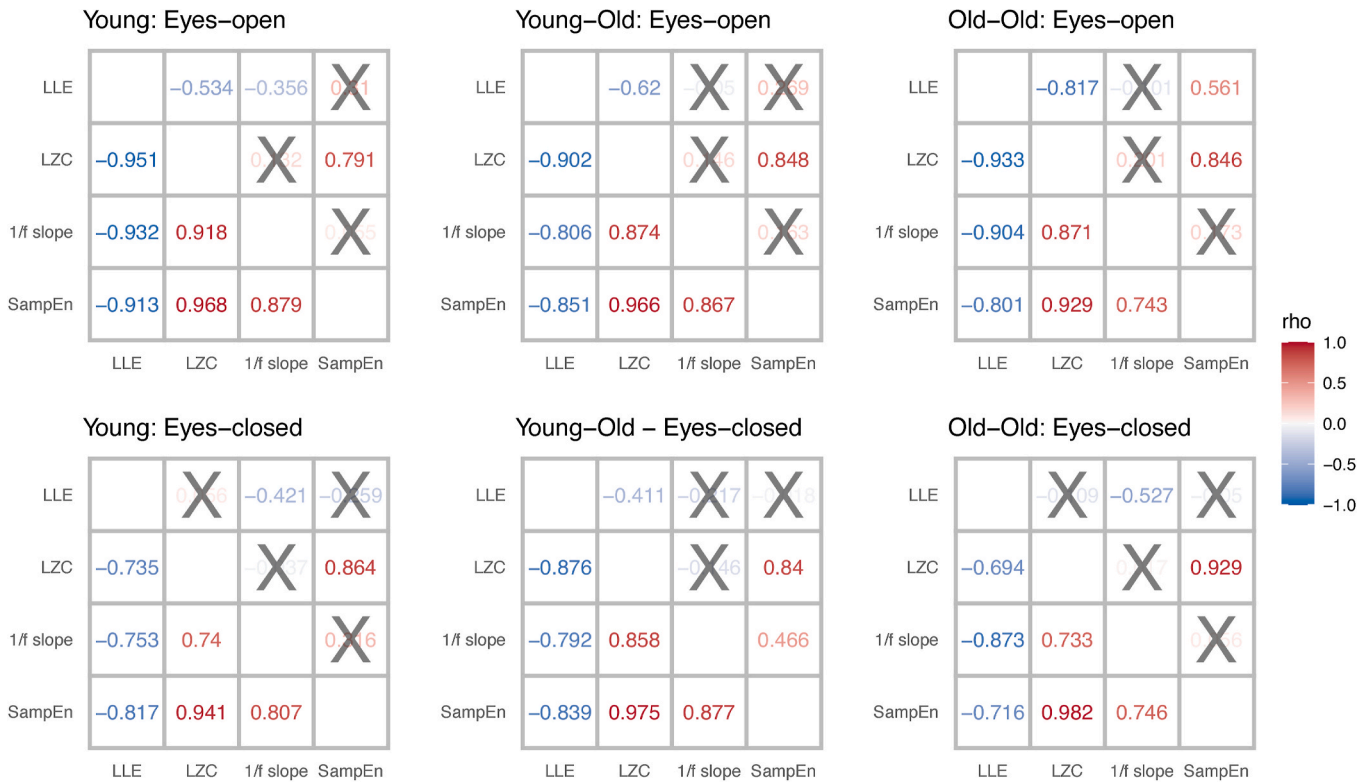 Young: Eyes−open
LLE −0.534 −0.356
LZC −0.951 0.791
1/f slope −0.932 0.918
SampEn −0.913 0.968 0.879
LLE LZC 1/f slope SampEn
Young−Old: Eyes−open
LLE −0.62
LZC −0.902 0.848
1/f slope −0.806 0.874
SampEn −0.851 0.966 0.867
LLE LZC 1/f slope SampEn
Old−Old: Eyes−open
LLE −0.817 0.561
LZC −0.933 0.846
1/f slope −0.904 0.871
SampEn −0.801 0.929 0.743
LLE LZC 1/f slope SampEn
rho
1.0
0.5
0.0
−0.5
−1.0
Young: Eyes−closed
LLE −0.421
LZC −0.735 0.864
1/f slope −0.753 0.74
SampEn −0.817 0.941 0.807
LLE LZC 1/f slope SampEn
Young−Old − Eyes−closed
LLE −0.411
LZC −0.876 0.84
1/f slope −0.792 0.858 0.466
SampEn −0.839 0.975 0.877
LLE LZC 1/f slope SampEn
Old−Old: Eyes−closed
LLE −0.527
LZC −0.694 0.929
1/f slope −0.873 0.733
SampEn −0.716 0.982 0.746
LLE LZC 1/f slope SampEn